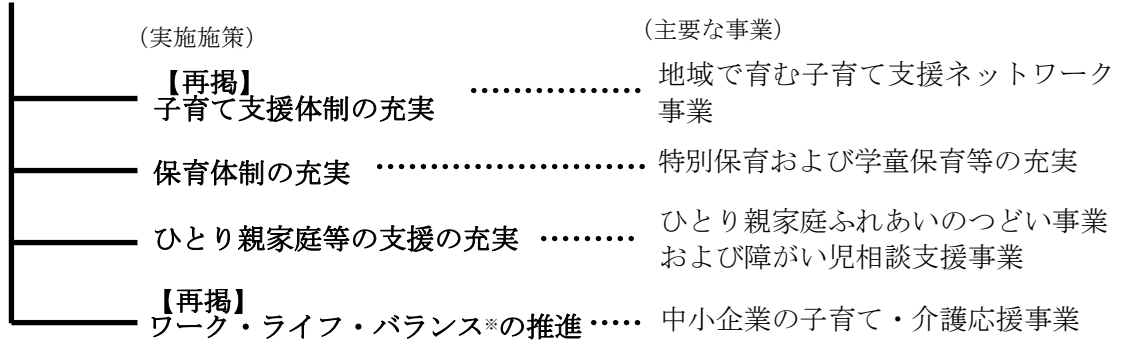 （実施施策）
（主要な事業）
【再掲】
子育て支援体制の充実 ················ 地域で育む子育て支援ネットワーク
事業
保育体制の充実 ························· 特別保育および学童保育等の充実
ひとり親家庭等の支援の充実 ········· ひとり親家庭ふれあいのつどい事業
および障がい児相談支援事業
【再掲】
ワーク・ライフ・バランス※の推進 ····· 中小企業の子育て・介護応援事業